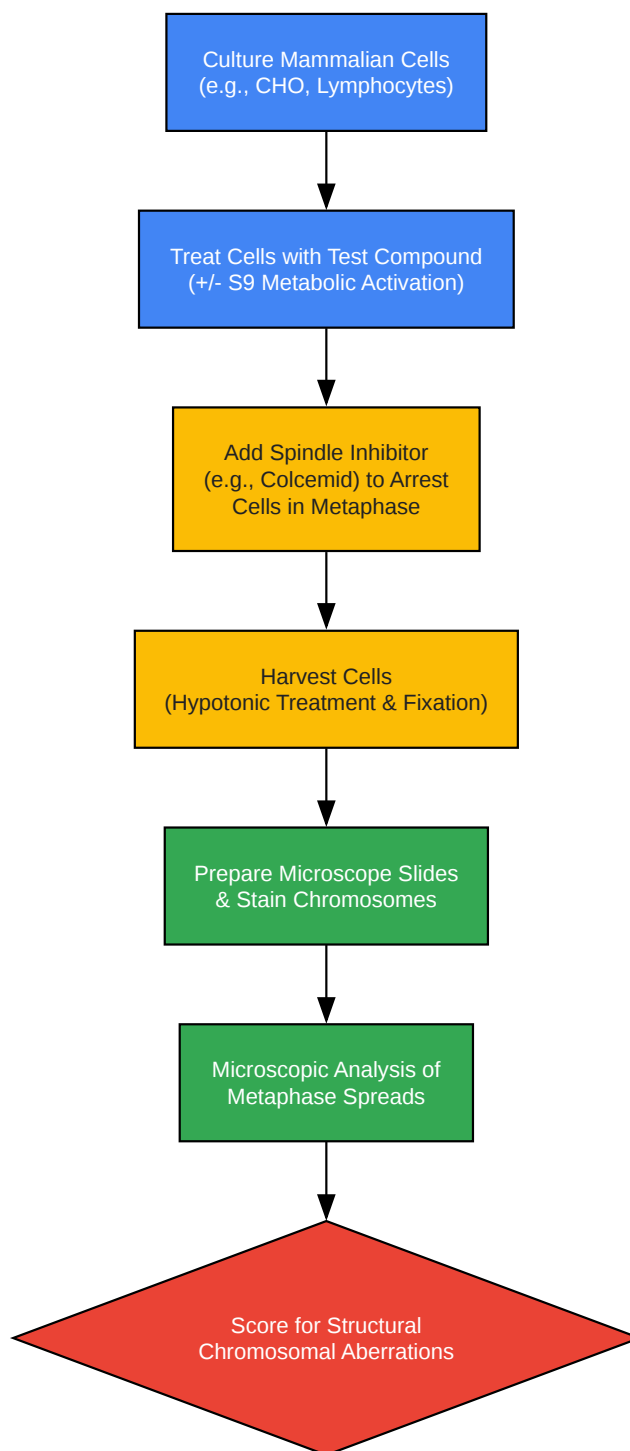 Culture Mammalian Cells
(e.g., CHO, Lymphocytes)
Treat Cells with Test Compound
(+/- S9 Metabolic Activation)
Add Spindle Inhibitor
(e.g., Colcemid) to Arrest
Cells in Metaphase
Harvest Cells
(Hypotonic Treatment & Fixation)
Prepare Microscope Slides
& Stain Chromosomes
Microscopic Analysis of
Metaphase Spreads
Score for Structural
Chromosomal Aberrations